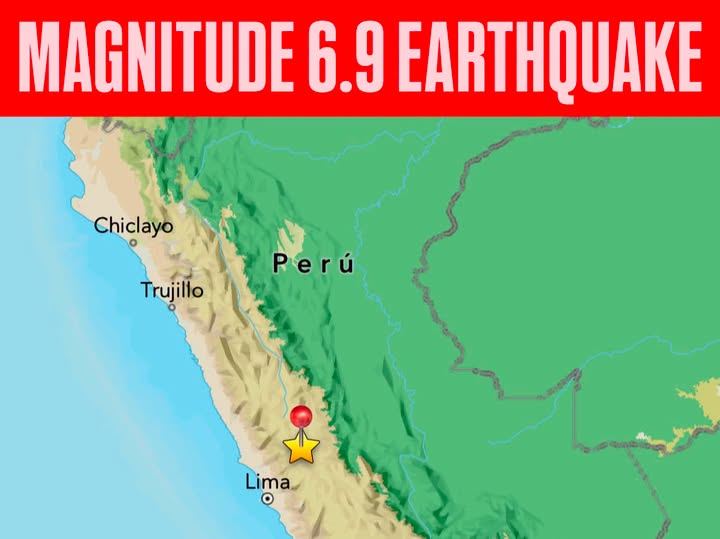 MAGNITUDE 6.9 EARTHQUAKE
Chiclayo
Perú
Trujillo
Lima